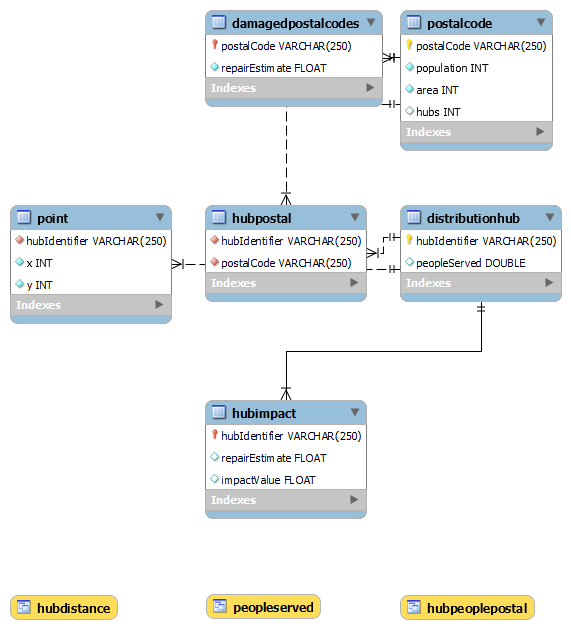 damagedpostalcodes
postalCode VARCHAR(250)
repairEstimate FLOAT
Indexes
postalcode
postalCode VARCHAR(250)
population INT
area INT
hubs INT
Indexes
point
hubIdentifier VARCHAR(250)
x INT
y INT
Indexes
hubpostal
hubIdentifier VARCHAR(250)
postalCode VARCHAR(250)
Indexes
distributionhub
hubIdentifier VARCHAR(250)
peopleServed DOUBLE
Indexes
hubimpact
hubIdentifier VARCHAR(250)
repairEstimate FLOAT
impactValue FLOAT
Indexes
hubdistance
peopleserved
hubpeoplepostal